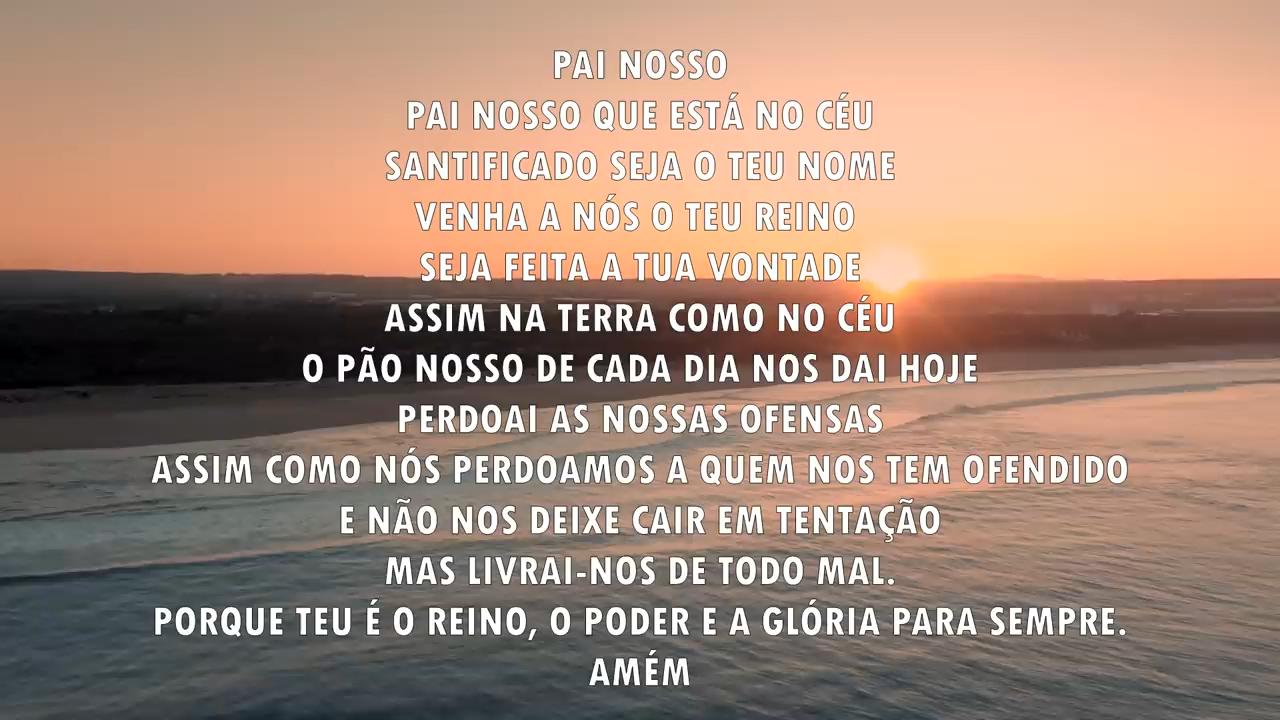 PAI NOSSO
PAI NOSSO QUE ESTÁ NO CÉU
SANTIFICADO SEJA O TEU NOME
VENHA A NÓS O TEU REINO
SEJA FEITA A TUA VONTADE
ASSIM NA TERRA COMO NO CÉU
O PÃO NOSSO DE CADA DIA NOS DAI HOJE
PERDOAI AS NOSSAS OFENSAS
ASSIM COMO NÓS PERDOAMOS A QUEM NOS TEM OFENDIDO
E NÃO NOS DEIXE CAIR EM TENTAÇÃO
MAS LIVRAI-NOS DE TODO MAL.
PORQUE TEU É O REINO, O PODER E A GLÓRIA PARA SEMPRE.
AMÉM